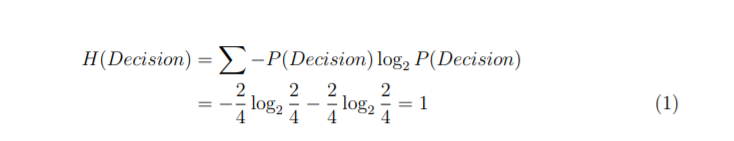 H(Decision) = ∑ −P(Decision) log₂ P(Decision)
= −2/4 log₂ 2/4 − 2/4 log₂ 2/4 = 1 (1)